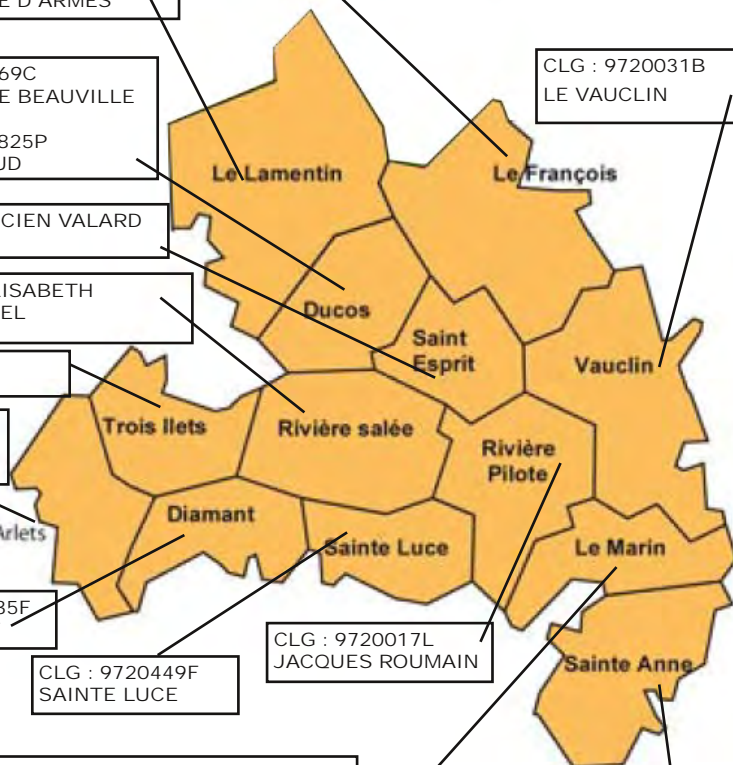 E D'ARMES
69C
E BEAUVILLE
825P
UD
CLG : 9720031B
LE VAUCLIN
Le Lamentin
Le François
CIEN VALARD
ISABETH
EL
Ducos
Saint
Esprit
Vauclin
Trois Ilets
Rivière salée
Rivière
Pilote
Arlets
Diamant
Sainte Luce
Le Marin
35F
CLG : 9720017L
JACQUES ROUMAIN
CLG : 9720449F
SAINTE LUCE
Sainte Anne